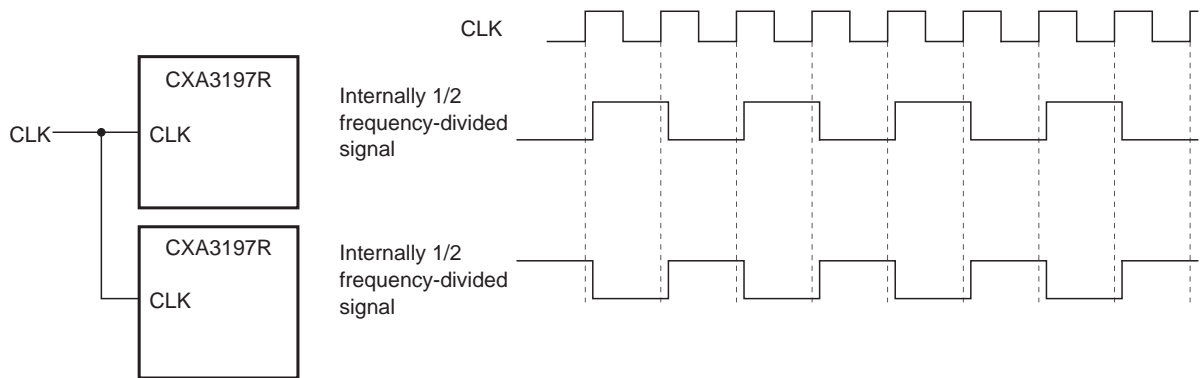 CLK
CXA3197R
CLK
CLK
Internally 1/2
frequency-divided
signal
CXA3197R
CLK
Internally 1/2
frequency-divided
signal